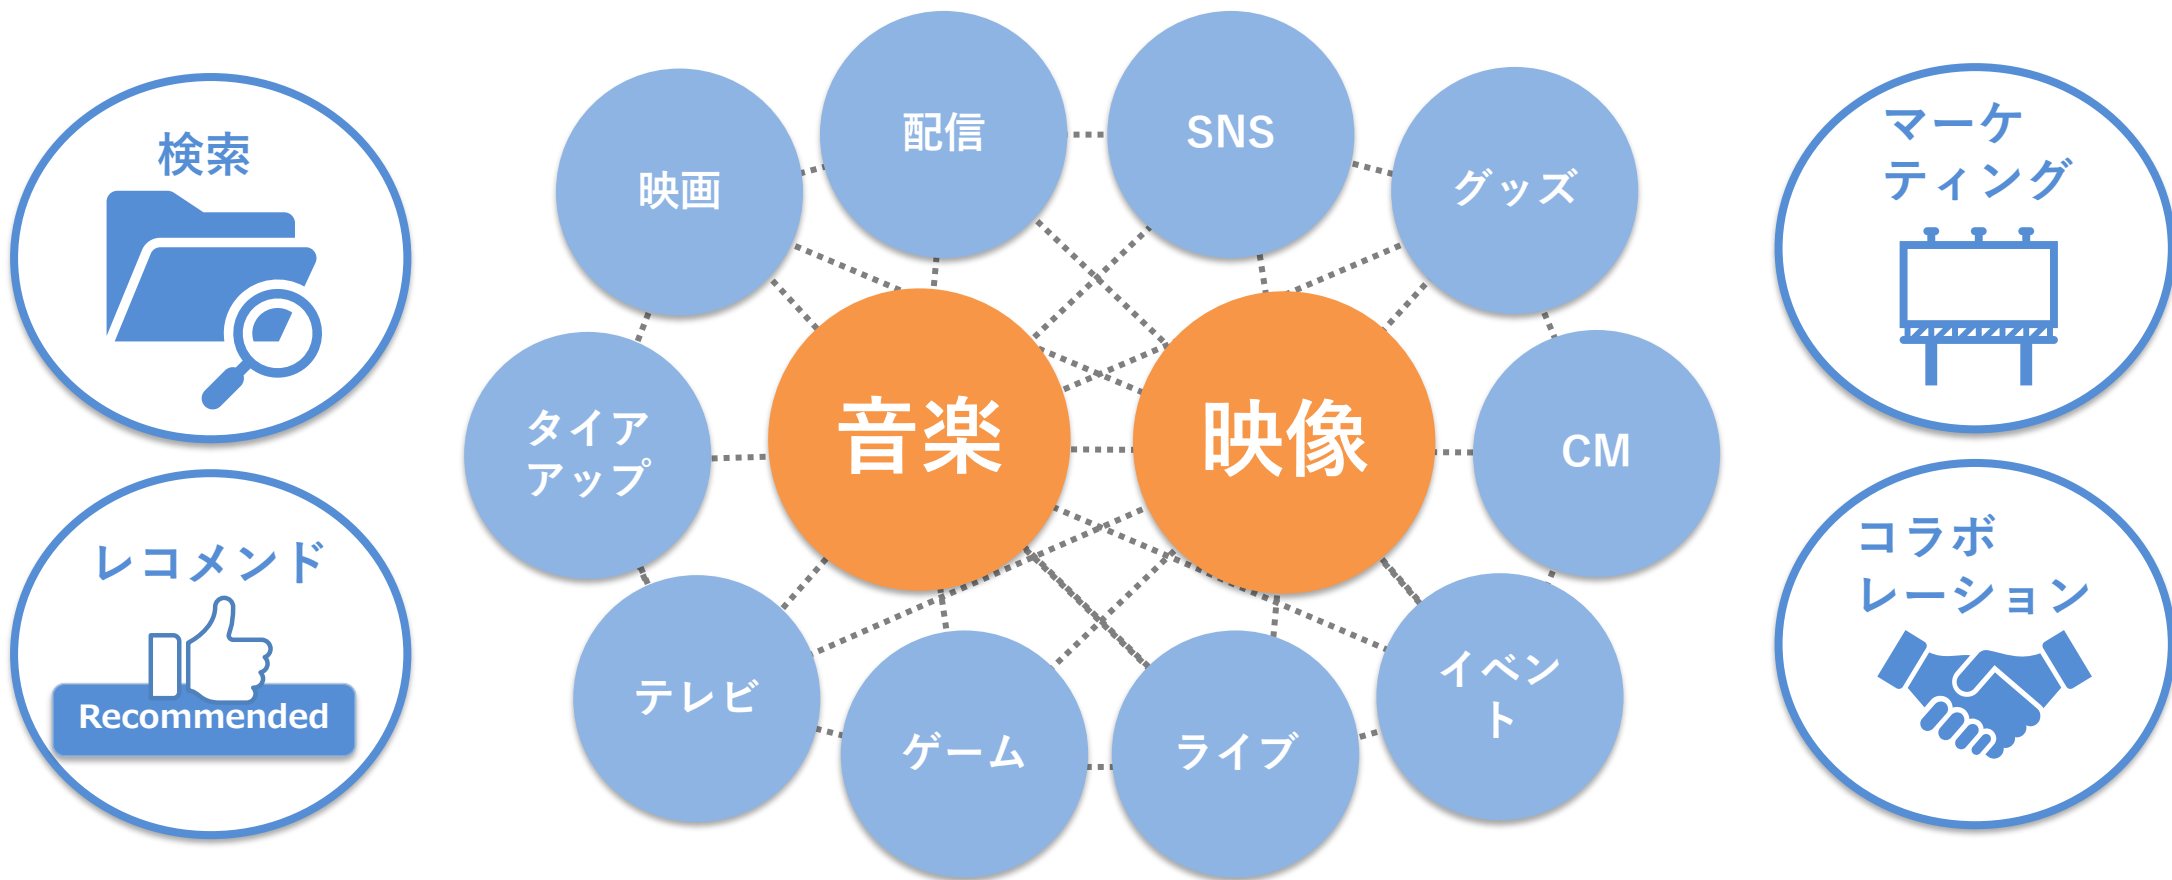 検索
レコメンド
Recommended
映画
配信
SNS
グッズ
タイア
アップ
音楽
映像
CM
テレビ
ゲーム
ライブ
イベン
ト
マーケ
ティング
コラボ
レーション